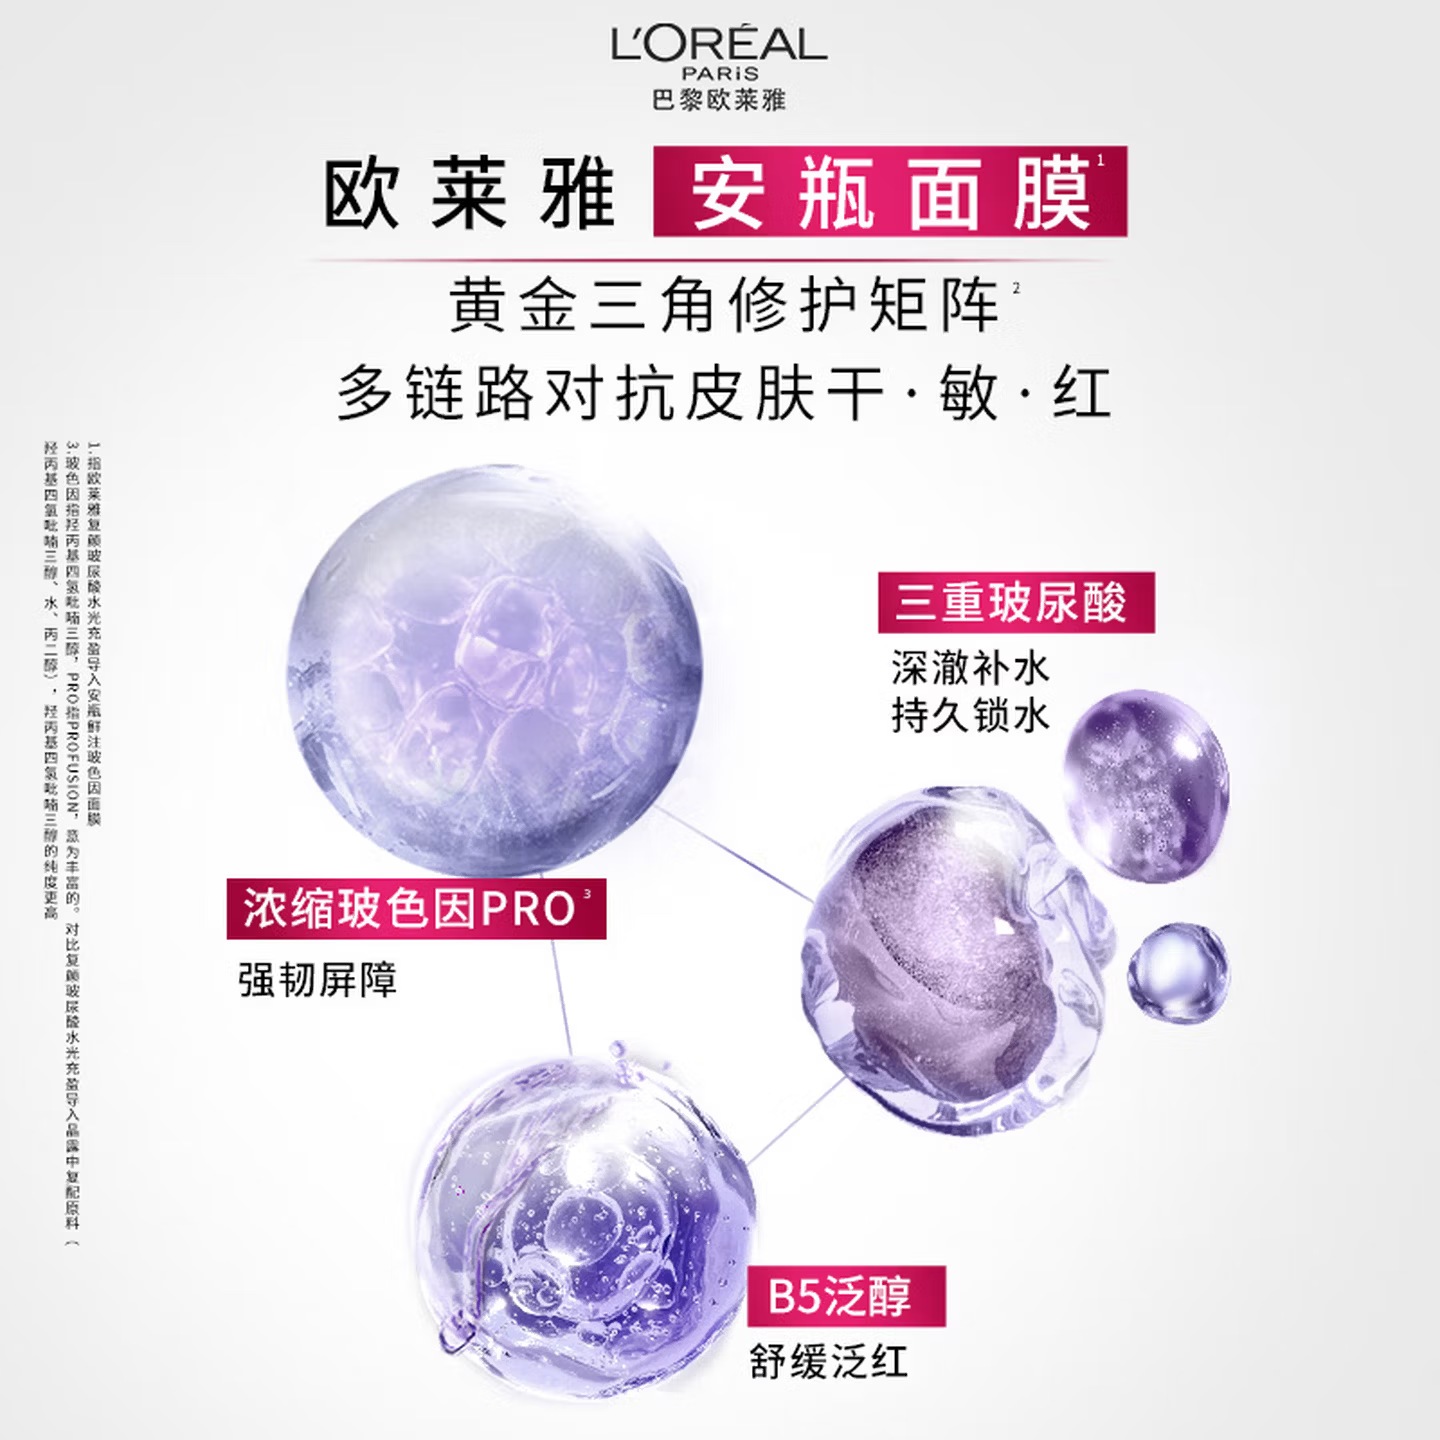 L'ORÉAL
PARiS
巴黎欧莱雅
欧莱雅 安瓶面膜1
黄金三角修护矩阵2
多链路对抗皮肤干·敏·红
三重玻尿酸
深澈补水
持久锁水
浓缩玻色因PRO3
强韧屏障
B5泛醇
舒缓泛红
1. 指欧莱雅复颜玻尿酸水光充盈导入安瓶鲜注玻色因面膜
3. 玻色因指羟丙基四氢吡喃三醇，PRO指PROFUSION，意为丰富的。对比复颜玻尿酸水光充盈导入晶露中复配原料（
羟丙基四氢吡喃三醇、水、丙二醇），羟丙基四氢吡喃三醇的纯度更高